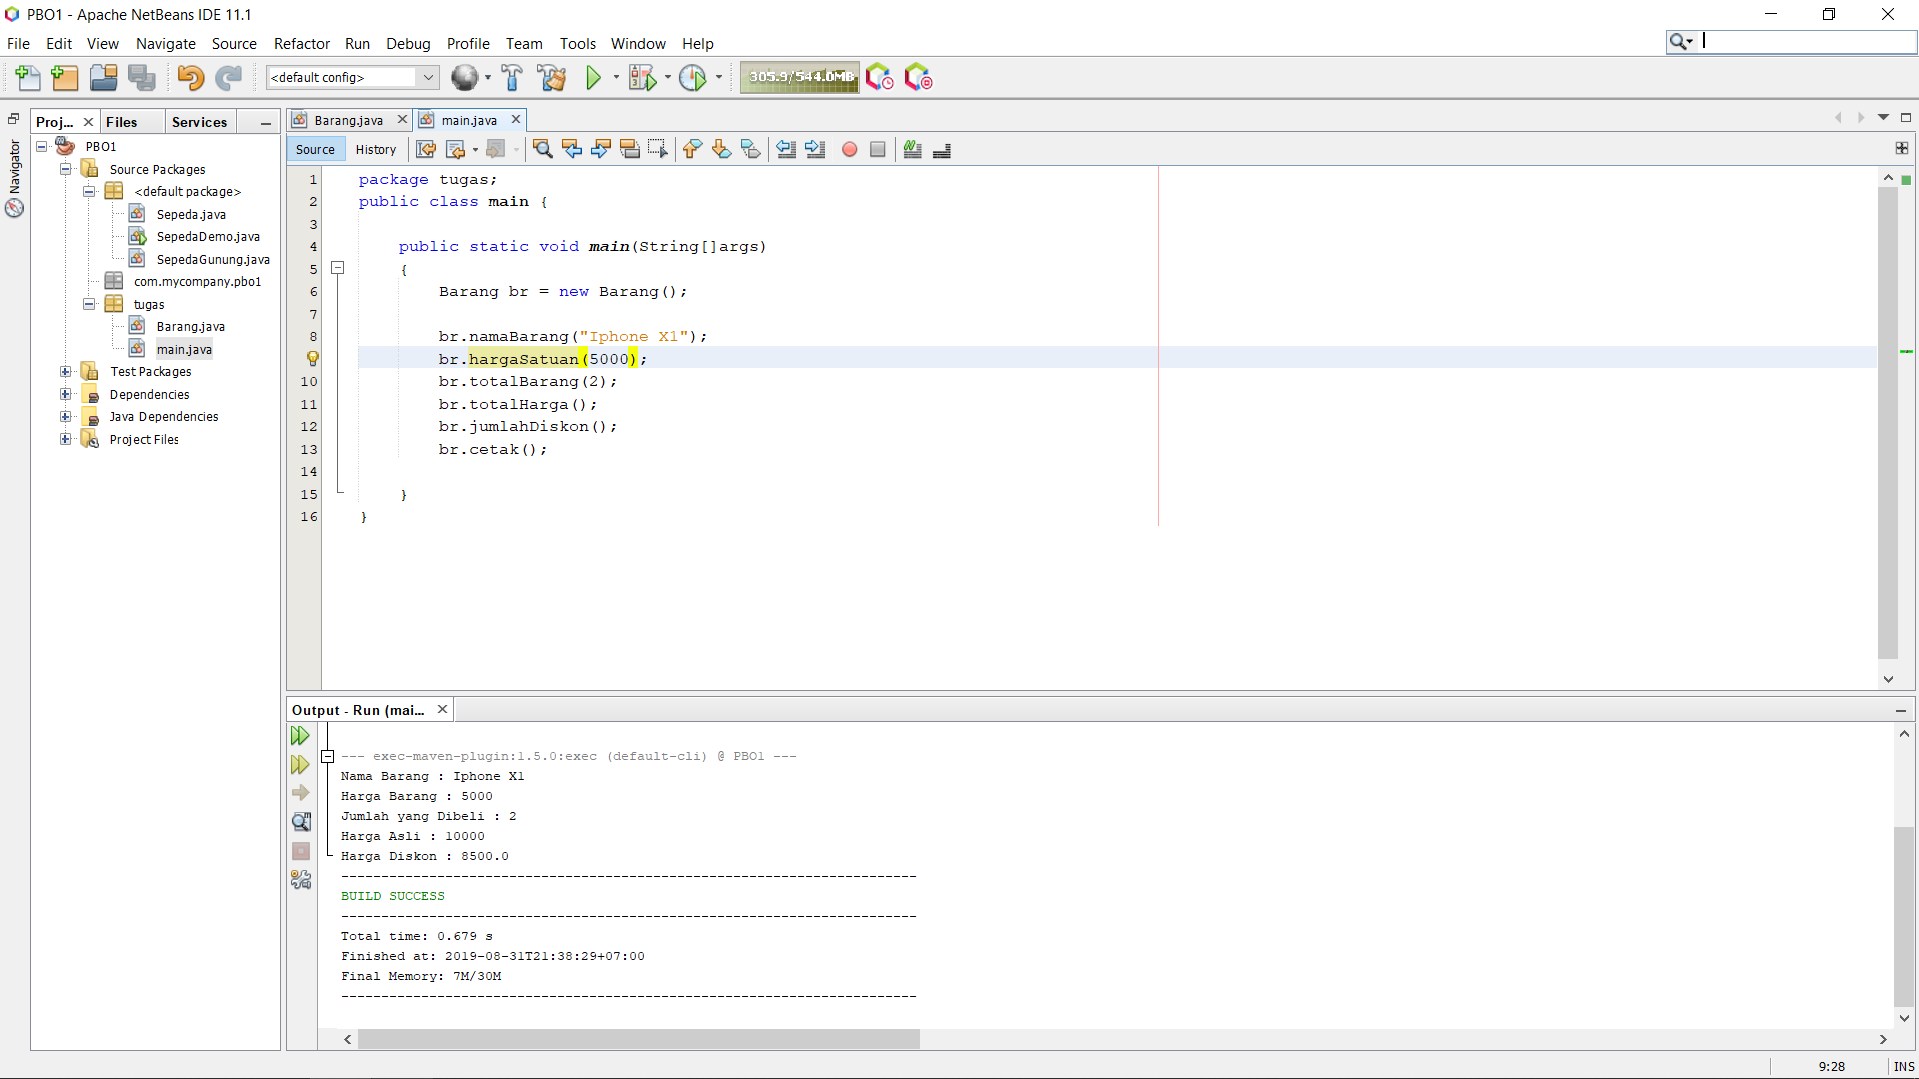 PBO1 - Apache NetBeans IDE 11.1
File Edit View Navigate Source Refactor Run Debug Profile Team Tools Window Help
<default config>
305.9/544.0MB
Proj... Files Services
Navigator
PBO1
Source Packages
<default package>
Sepeda.java
SepedaDemo.java
SepedaGunung.java
com.mycompany.pbo1
tugas
Barang.java
main.java
Test Packages
Dependencies
Java Dependencies
Project Files
Barang.java main.java
Source History
1 package tugas;
2 public class main {
3
4 public static void main(String[]args)
5 {
6 Barang br = new Barang();
7
8 br.namaBarang("Iphone X1");
br.hargaSatuan(5000);
10 br.totalBarang(2);
11 br.totalHarga();
12 br.jumlahDiskon();
13 br.cetak();
14
15 }
16 }
Output - Run (mai...
--- exec-maven-plugin:1.5.0:exec (default-cli) @ PBO1 ---
Nama Barang : Iphone X1
Harga Barang : 5000
Jumlah yang Dibeli : 2
Harga Asli : 10000
Harga Diskon : 8500.0
------------------------------------------------------------------------
BUILD SUCCESS
------------------------------------------------------------------------
Total time: 0.679 s
Finished at: 2019-08-31T21:38:29+07:00
Final Memory: 7M/30M
------------------------------------------------------------------------
9:28 INS